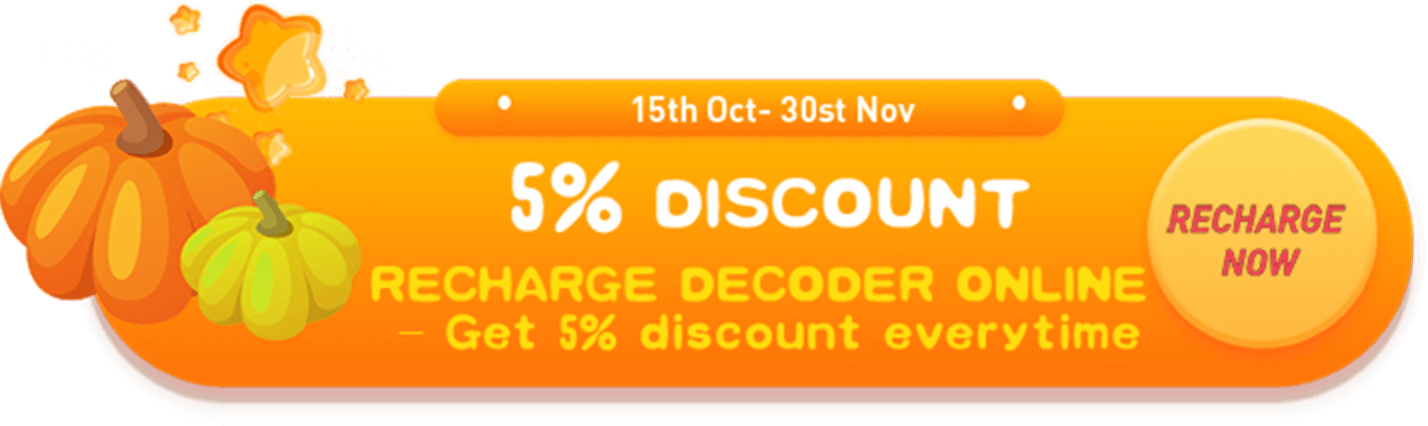 15th Oct- 30st Nov
5% DISCOUNT
RECHARGE DECODER ONLINE
– Get 5% discount everytime
RECHARGE
NOW